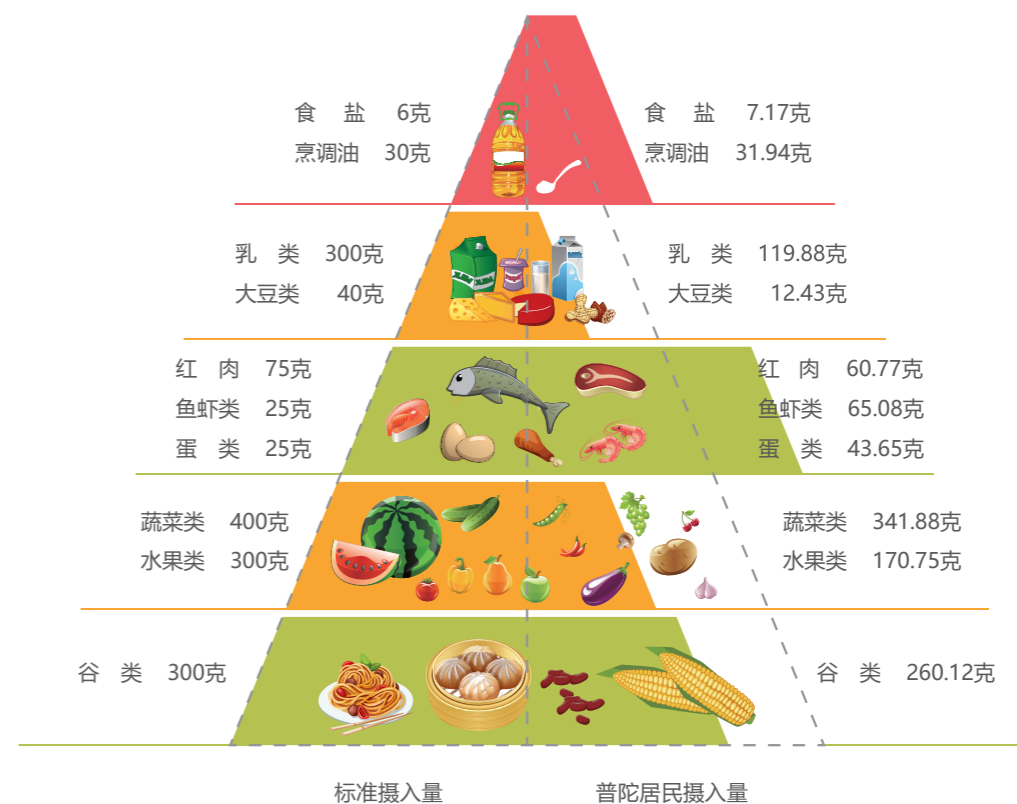 食 盐 6克 食 盐 7.17克
烹调油 30克 烹调油 31.94克
乳 类 300克 乳 类 119.88克
大豆类 40克 大豆类 12.43克
红 肉 75克 红 肉 60.77克
鱼虾类 25克 鱼虾类 65.08克
蛋 类 25克 蛋 类 43.65克
蔬菜类 400克 蔬菜类 341.88克
水果类 300克 水果类 170.75克
谷 类 300克 谷 类 260.12克
标准摄入量 普陀居民摄入量